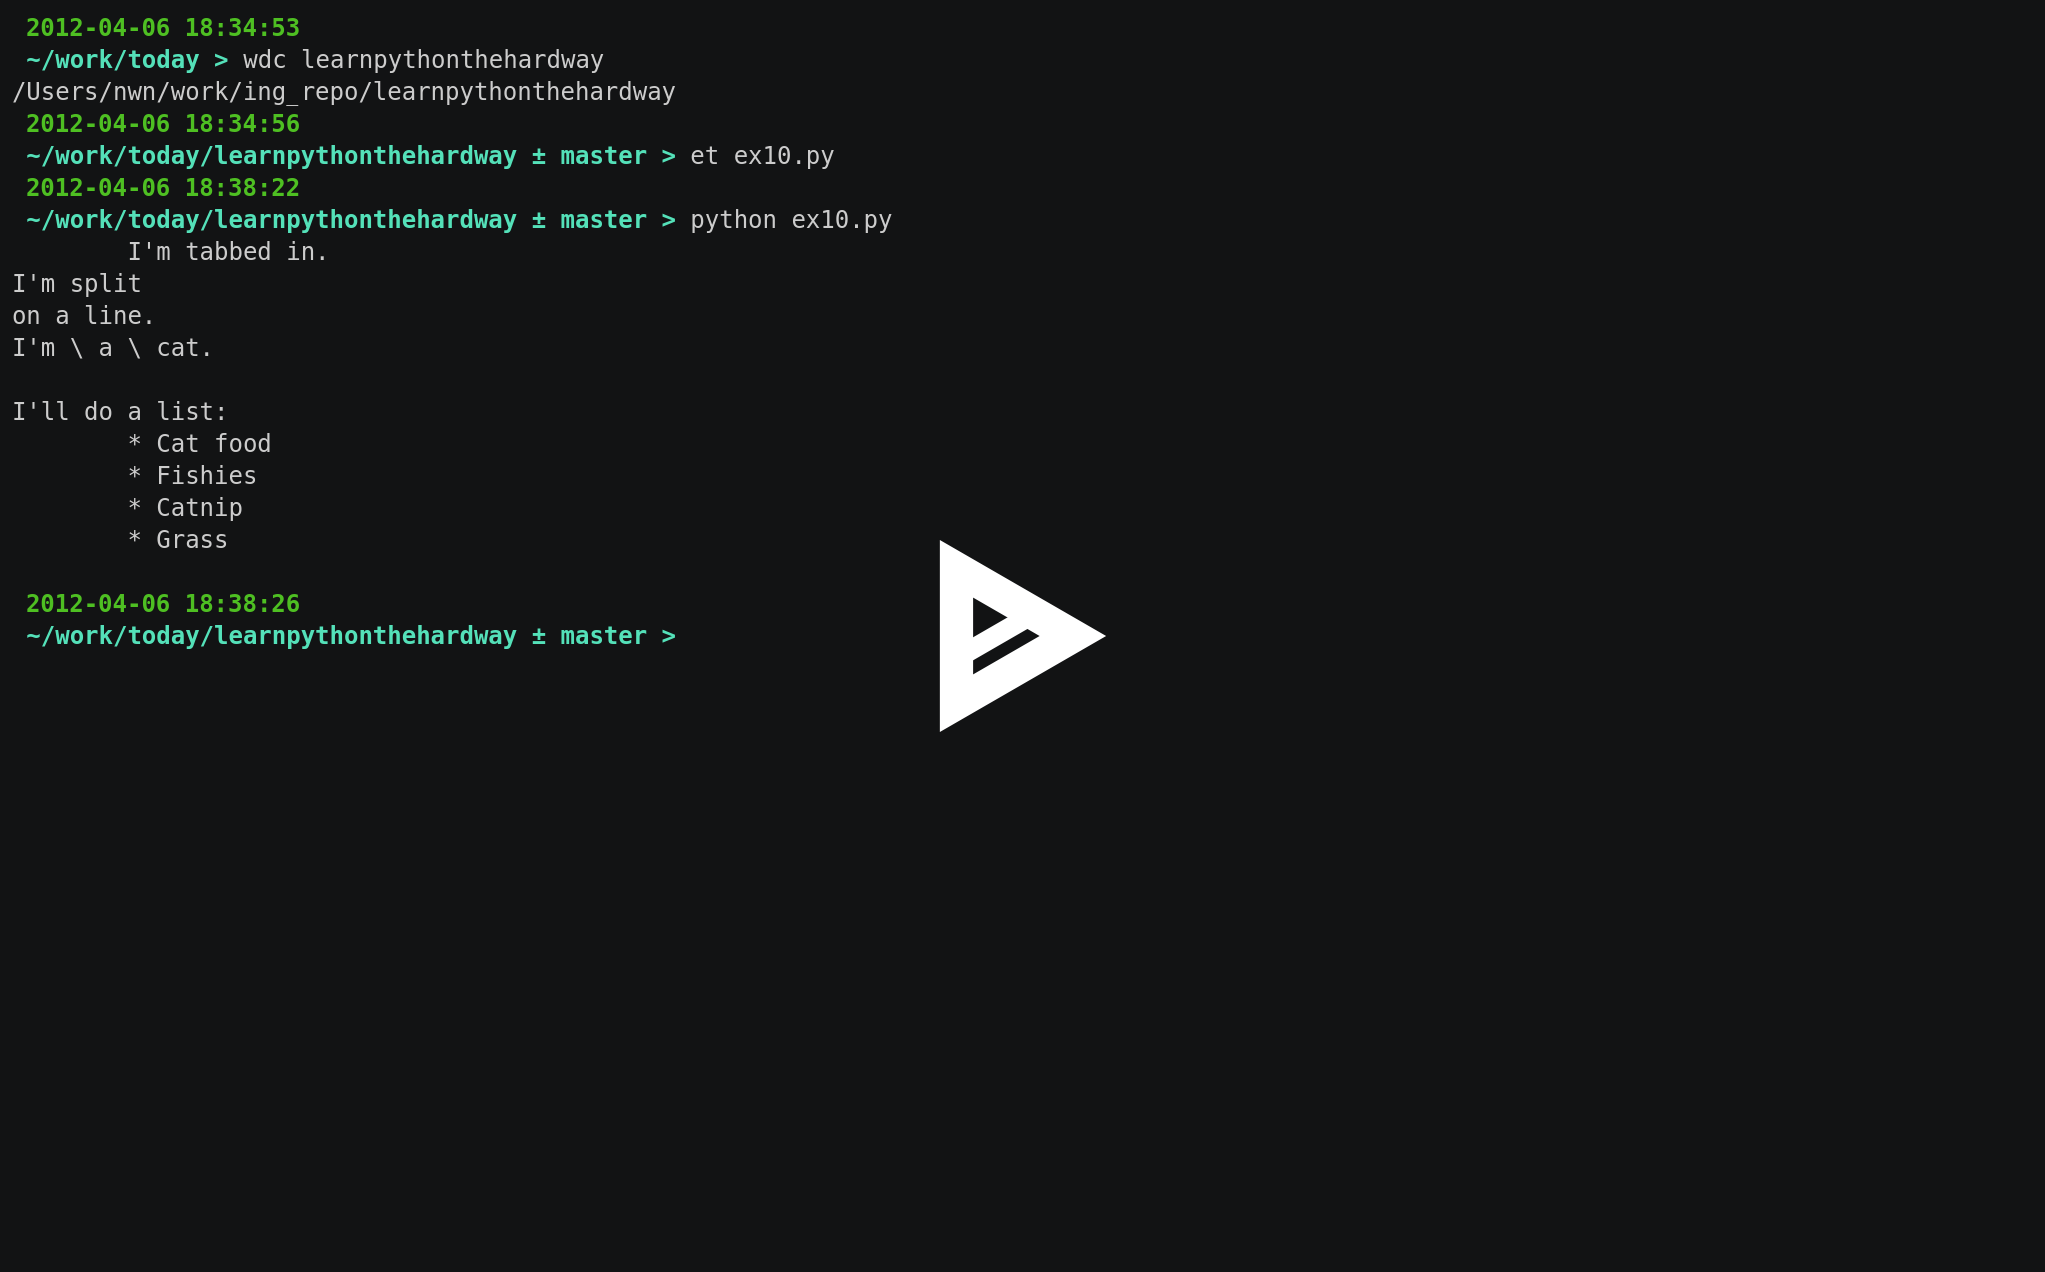 2012-04-06 18:34:53
~/work/today > wdc learnpythonthehardway
/Users/nwn/work/ing_repo/learnpythonthehardway
2012-04-06 18:34:56
~/work/today/learnpythonthehardway ± master > et ex10.py
2012-04-06 18:38:22
~/work/today/learnpythonthehardway ± master > python ex10.py
I'm tabbed in.
I'm split
on a line.
I'm \ a \ cat.
I'll do a list:
* Cat food
* Fishies
* Catnip
* Grass
2012-04-06 18:38:26
~/work/today/learnpythonthehardway ± master >